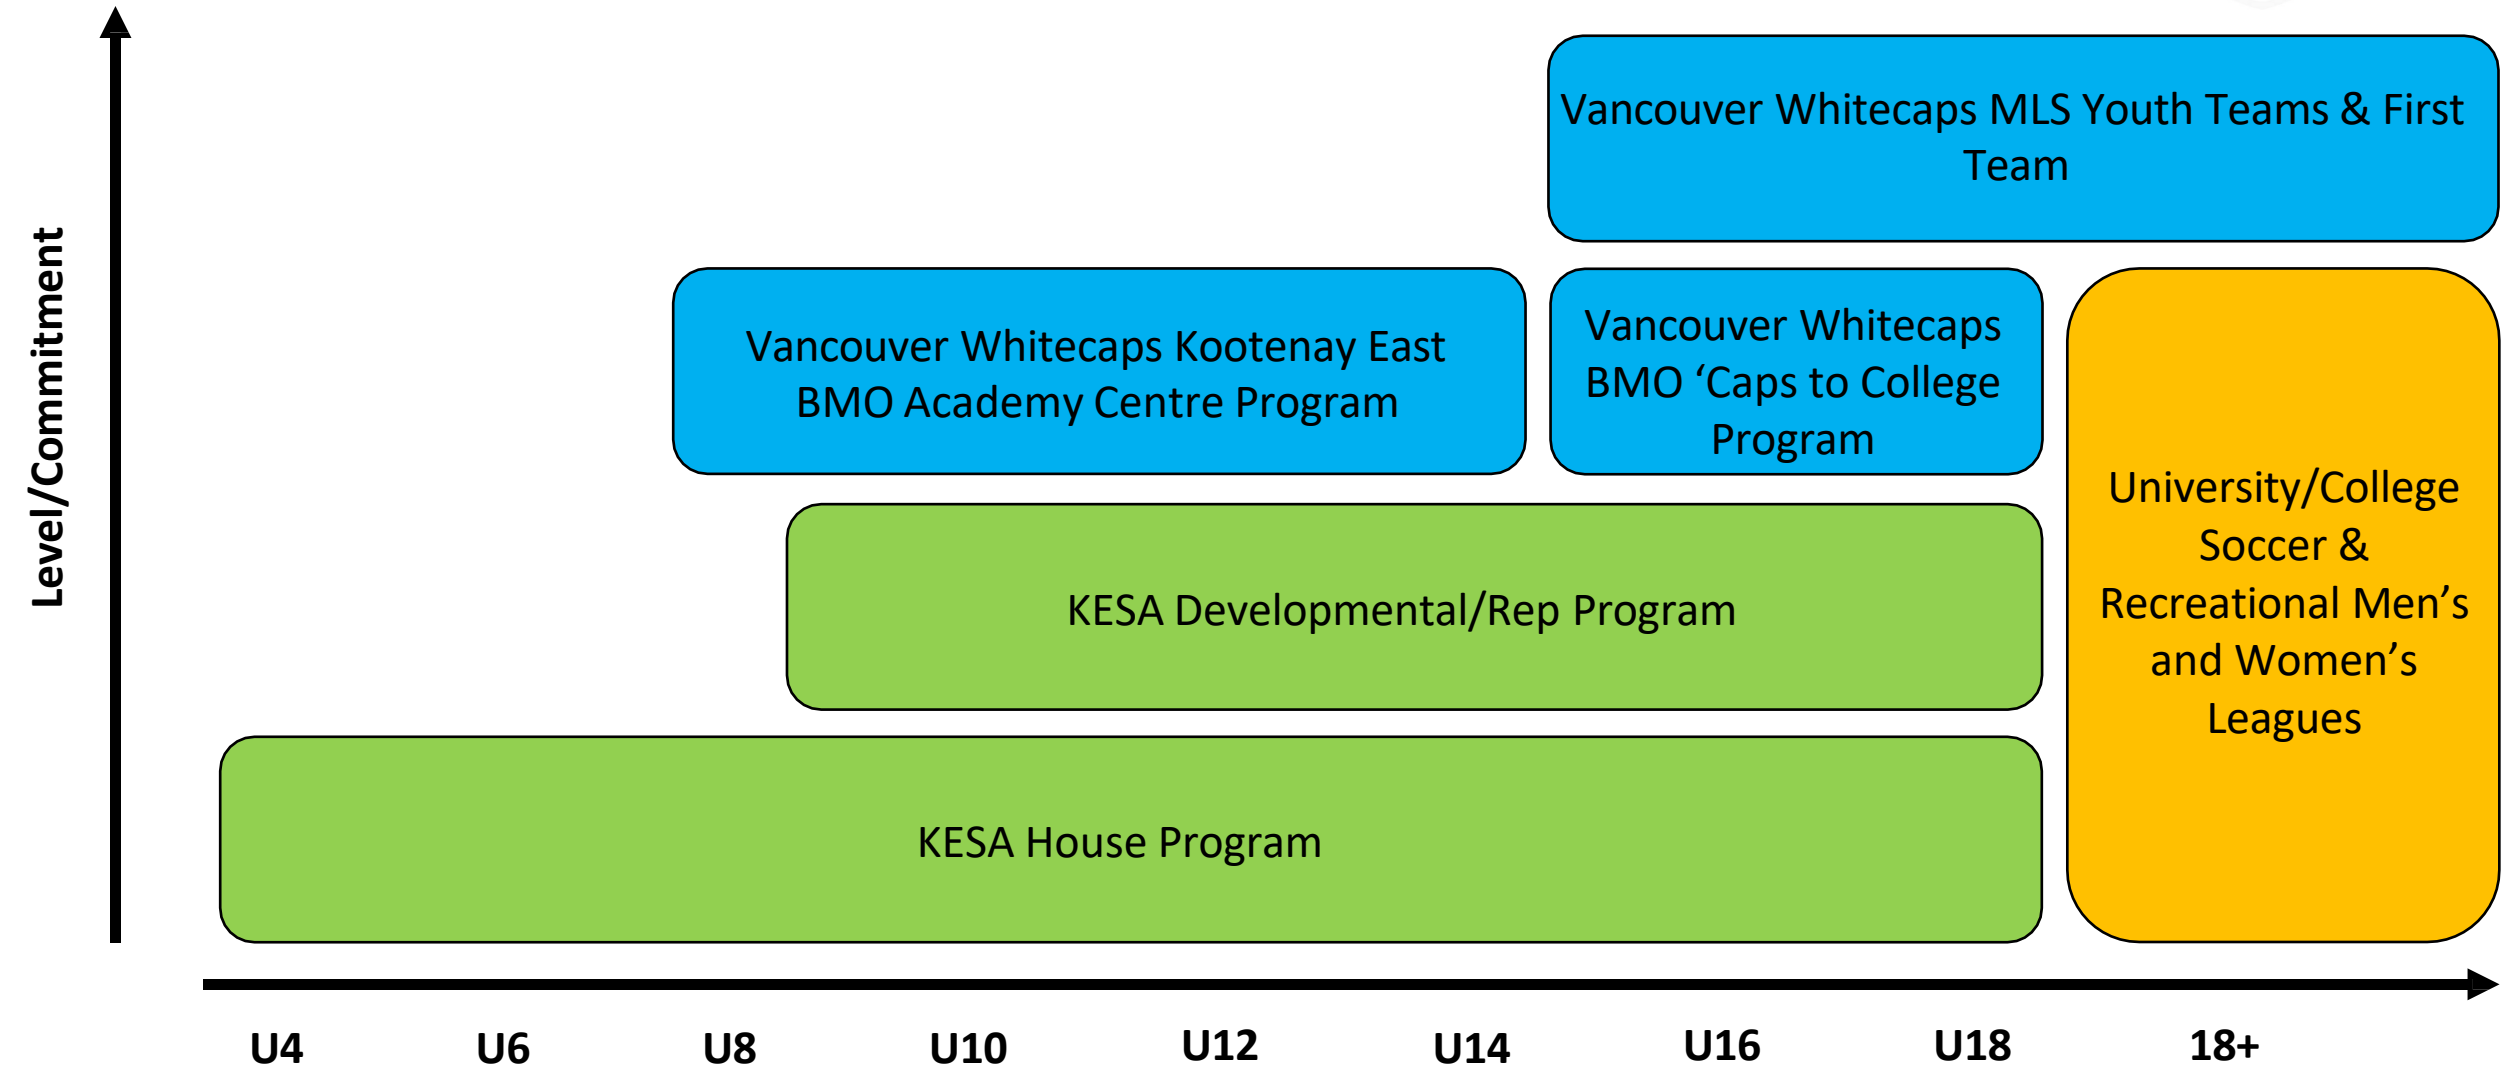 Level/Commitment
Vancouver Whitecaps MLS Youth Teams & First
Team
Vancouver Whitecaps Kootenay East
BMO Academy Centre Program
Vancouver Whitecaps
BMO ‘Caps to College
Program
University/College
Soccer &
Recreational Men’s
and Women’s
Leagues
KESA Developmental/Rep Program
KESA House Program
U4 U6 U8 U10 U12 U14 U16 U18 18+